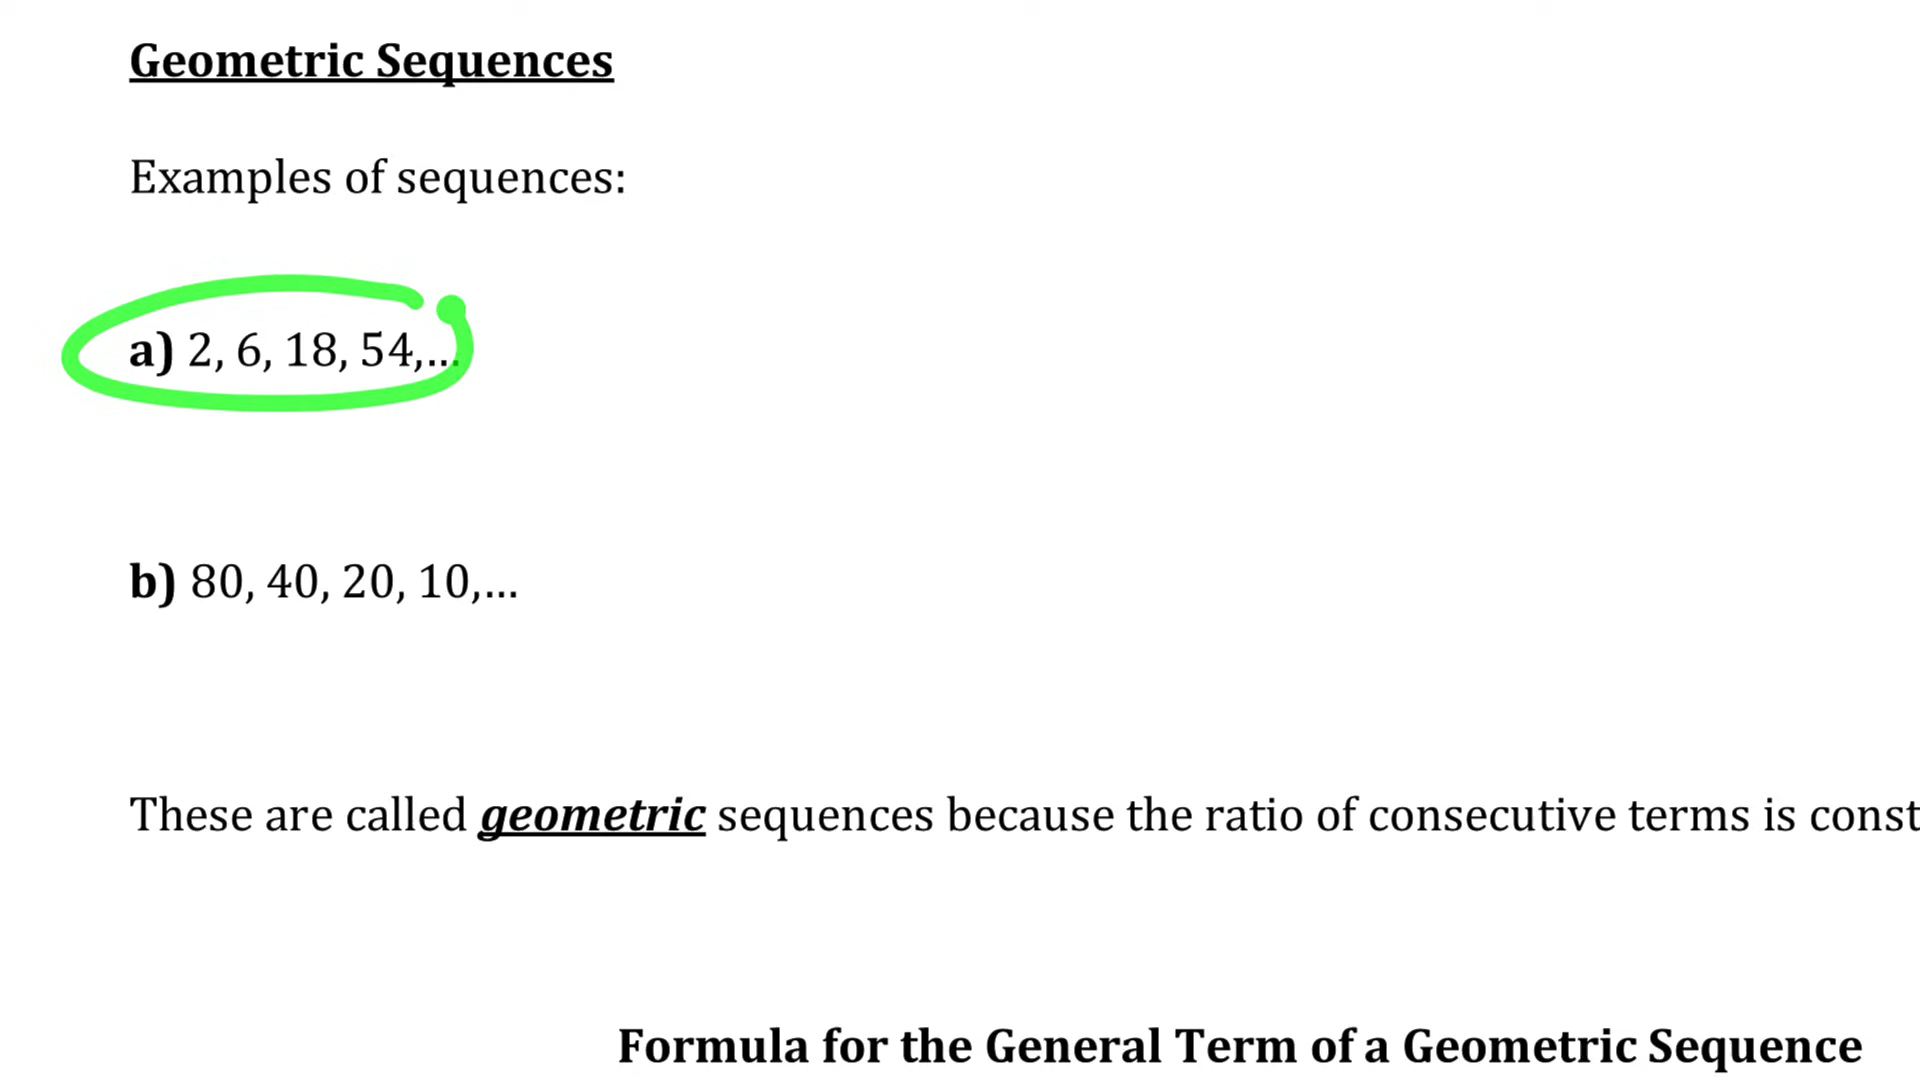 Geometric Sequences
Examples of sequences:
a) 2, 6, 18, 54,...
b) 80, 40, 20, 10,...
These are called geometric sequences because the ratio of consecutive terms is const
Formula for the General Term of a Geometric Sequence